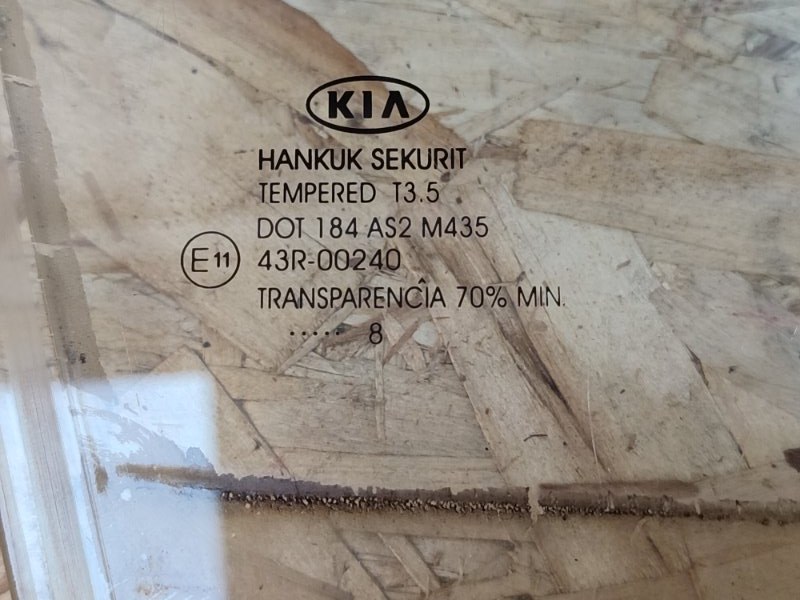 KIA
HANKUK SEKURIT
TEMPERED T3.5
DOT 184 AS2 M435
E11 43R-00240
TRANSPARENCÎA 70% MIN.
..... 8